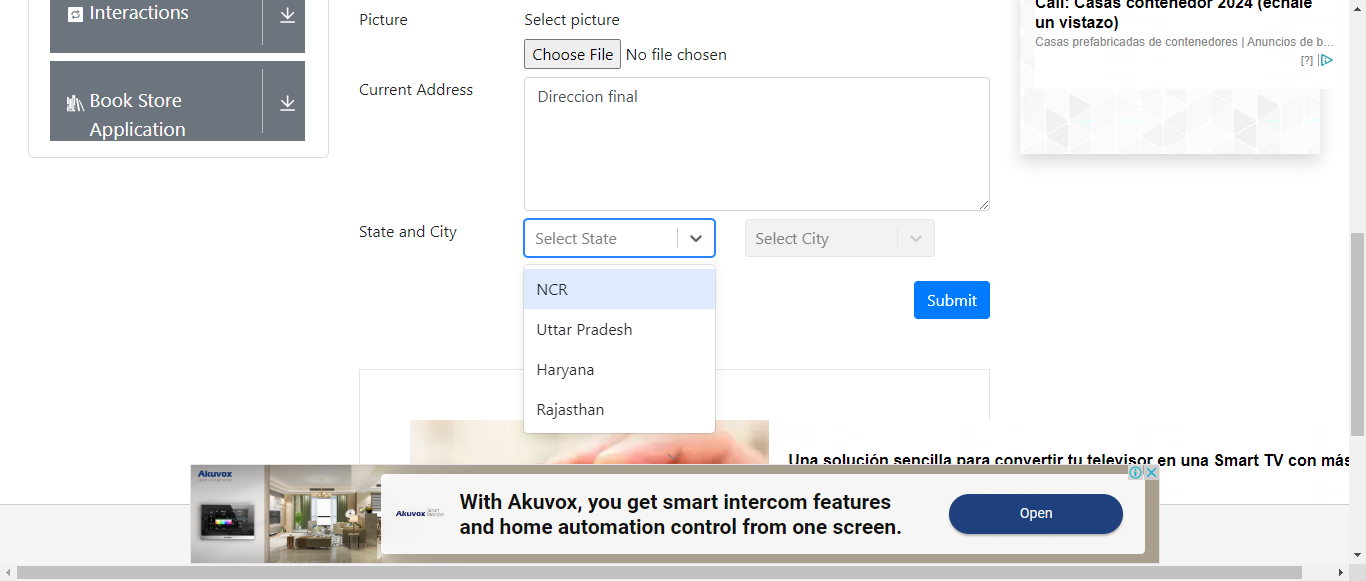 Interactions
Book Store
Application
Picture
Select picture
Choose File No file chosen
Current Address
Direccion final
State and City
Select State
Select City
NCR
Uttar Pradesh
Haryana
Rajasthan
Submit
Call: Casas contenedor 2024 (échale
un vistazo)
Casas prefabricadas de contenedores | Anuncios de b...
[?]
Una solución sencilla para convertir tu televisor en una Smart TV con más
Akuvox
Akuvox
With Akuvox, you get smart intercom features
and home automation control from one screen.
Open